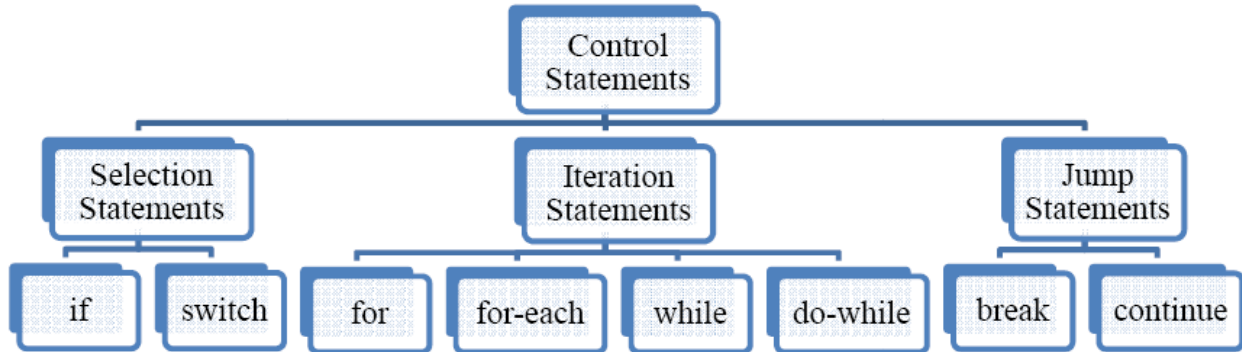 Control
Statements
Selection
Statements
Iteration
Statements
Jump
Statements
if
switch
for
for-each
while
do-while
break
continue